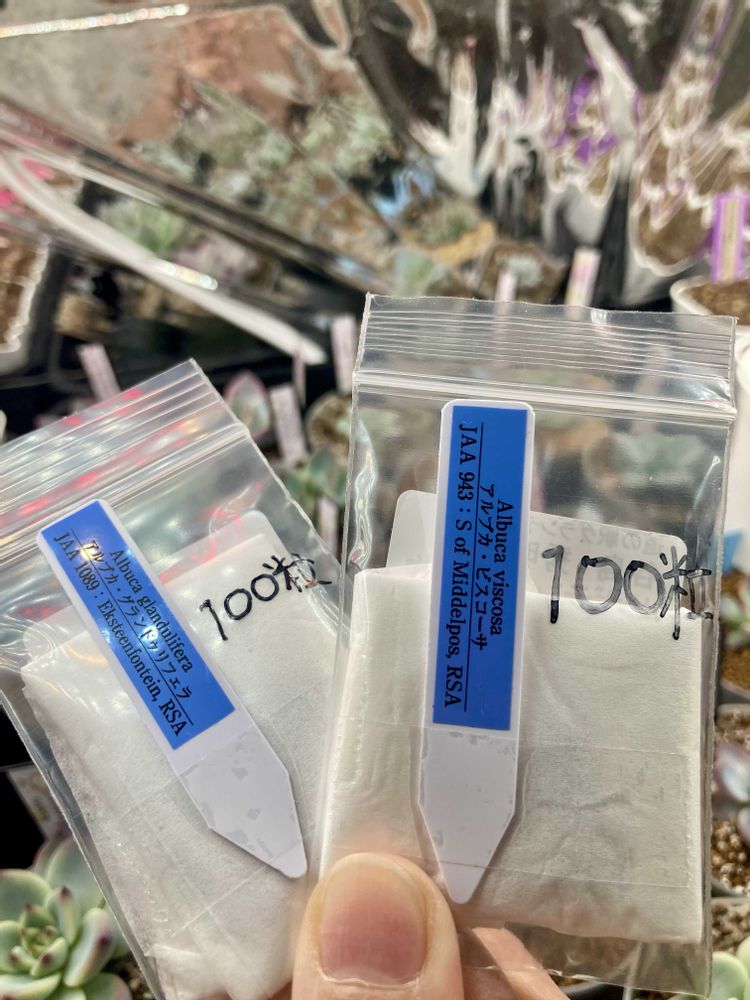 Albuca glandulifera
アルブカ・グランドゥリフェラ
JAA 1089 : Eksteenfontein, RSA
100粒
Albuca viscosa
アルブカ・ビスコーサ
JAA 943 : S of Middelpos, RSA
100粒